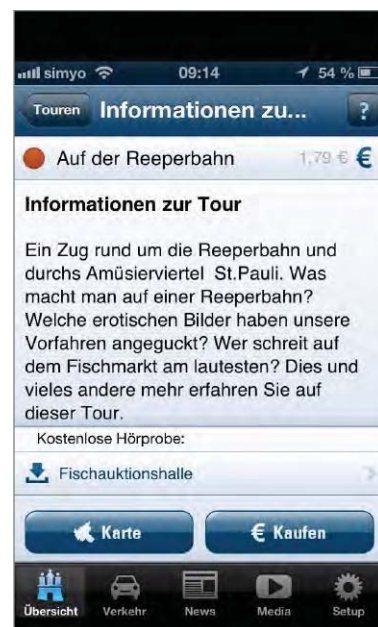 simyo 09:14 54 %
Touren Informationen zu... ?
Auf der Reeperbahn 1,79 € €
Informationen zur Tour
Ein Zug rund um die Reeperbahn und
durchs Amüsierviertel St.Pauli. Was
macht man auf einer Reeperbahn?
Welche erotischen Bilder haben unsere
Vorfahren angeguckt? Wer schreit auf
dem Fischmarkt am lautesten? Dies und
vieles andere mehr erfahren Sie auf
dieser Tour.
Kostenlose Hörprobe:
Fischauktionshalle
Karte € Kaufen
Übersicht Verkehr News Media Setup